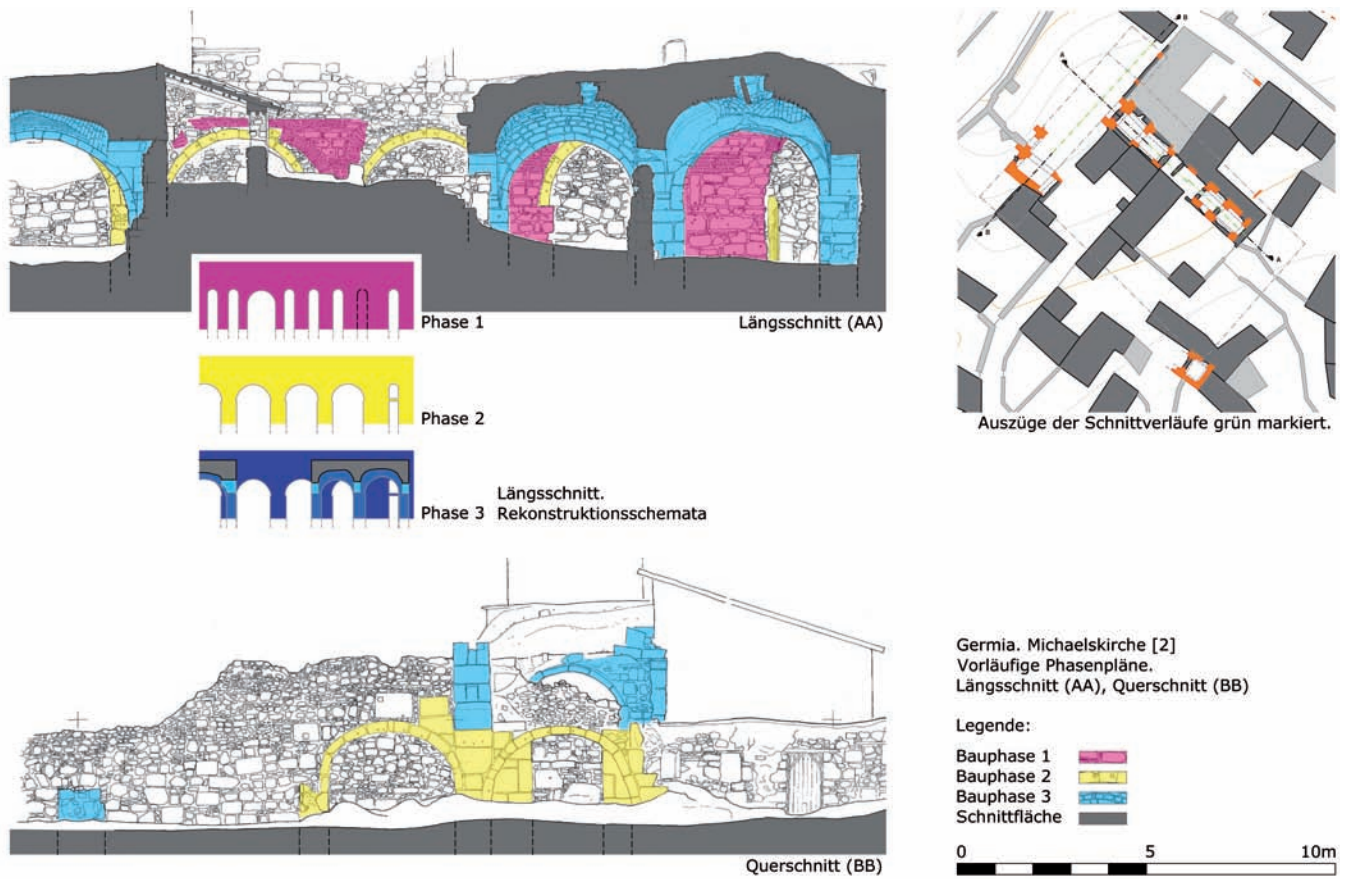 B
A
A
B
Längsschnitt (AA)
Phase 1
Auszüge der Schnittverläufe grün markiert.
Phase 2
Phase 3
Längsschnitt.
Rekonstruktionsschemata
Querschnitt (BB)
Germia. Michaelskirche [2]
Vorläufige Phasenpläne.
Längsschnitt (AA), Querschnitt (BB)
Legende:
Bauphase 1
Bauphase 2
Bauphase 3
Schnittfläche
0 5 10m